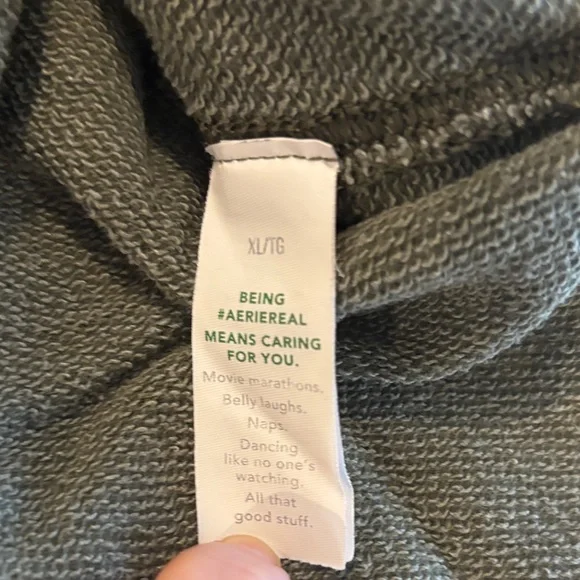 XL/TG
BEING
#AERIEREAL
MEANS CARING
FOR YOU.
Movie marathons.
Belly laughs.
Naps.
Dancing
like no one's
watching.
All that
good stuff.